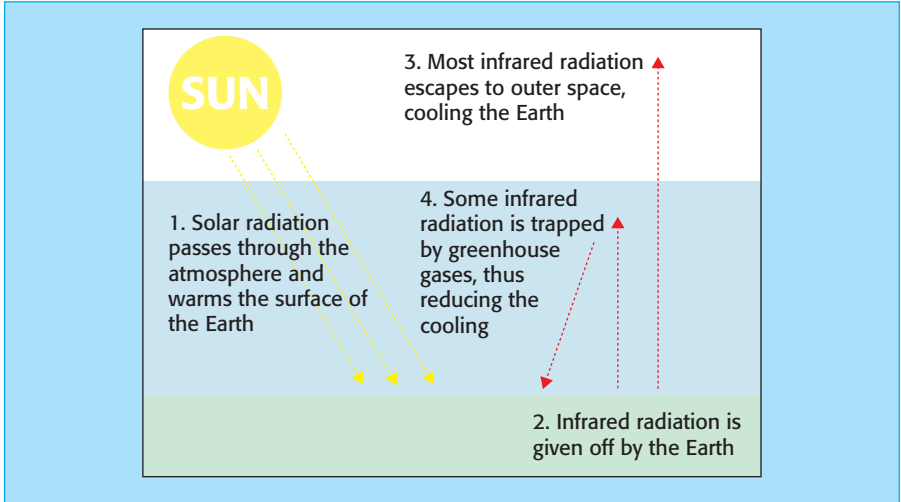 SUN
1. Solar radiation
passes through the
atmosphere and
warms the surface of
the Earth
2. Infrared radiation is
given off by the Earth
3. Most infrared radiation
escapes to outer space,
cooling the Earth
4. Some infrared
radiation is trapped
by greenhouse
gases, thus
reducing the
cooling